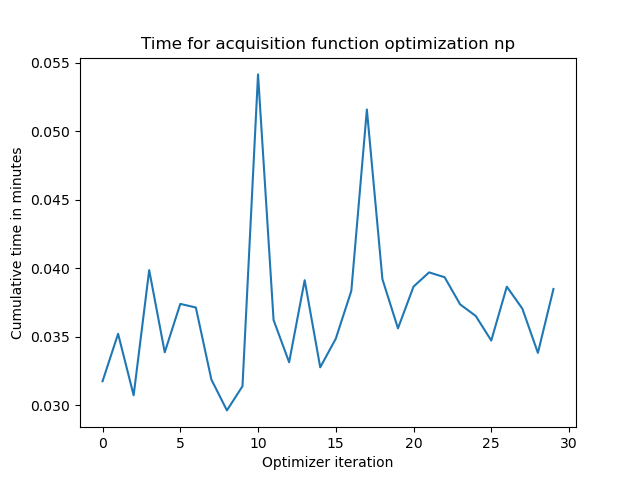 Time for acquisition function optimization np
Cumulative time in minutes
0.055
0.050
0.045
0.040
0.035
0.030
0 5 10 15 20 25 30
Optimizer iteration